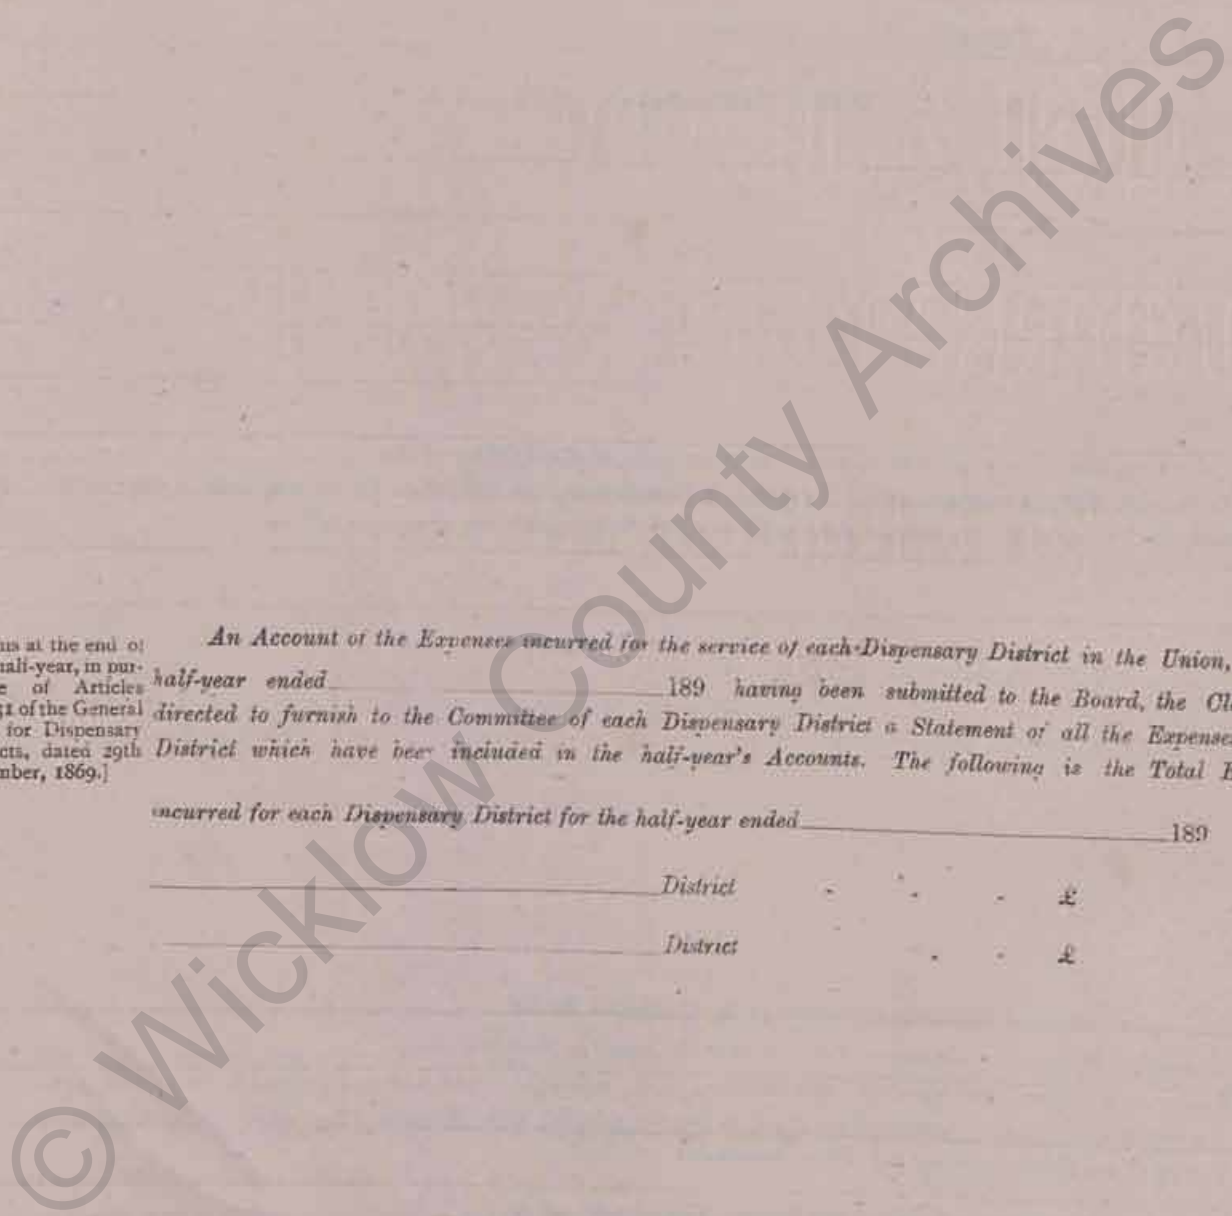 at the end of
half-year, in pur-
e of Articles
51 of the General
for Dispensary
cts, dated 29th
mber, 1869.]
An Account of the Expenses incurred for the service of each Dispensary District in the Union,
half-year ended 189 having been submitted to the Board, the Cl
directed to furnish to the Committee of each Dispensary District a Statement of all the Expense
District which have been included in the half-year's Accounts. The following is the Total E
incurred for each Dispensary District for the half-year ended 189
District - - - £
District - - £
© Wicklow County Archives